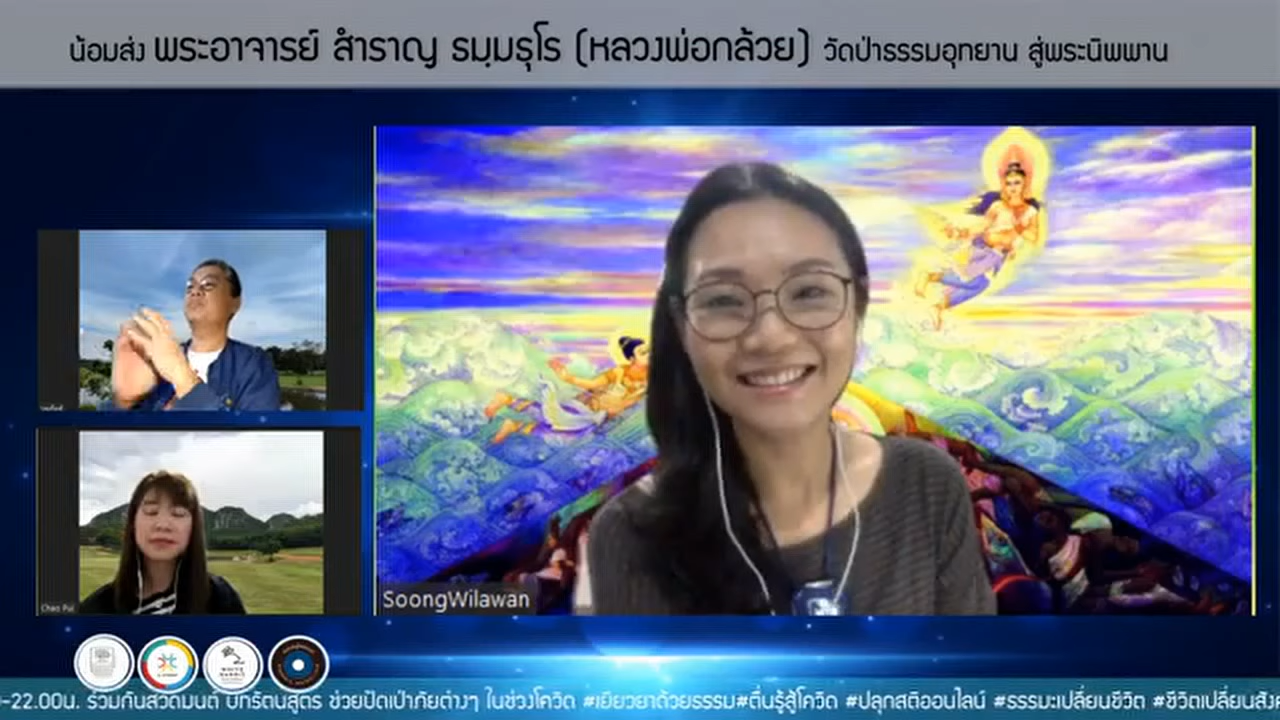 น้อมส่ง พระอาจารย์ สำราญ ธมฺมธุโร (หลวงพ่อกล้วย) วัดป่าธรรมอุทยาน สู่พระนิพพาน
SoongWilawan
Chao Pui
-22.00น. ร่วมกันสวดมนต์ บทรัตนสูตร ช่วยปัดเป่าภัยต่างๆ ในช่วงโควิด #เยียวยาด้วยธรรม#ตื่นรู้สู้โควิด #ปลุกสติออนไลน์ #ธรรมะเปลี่ยนชีวิต #ชีวิตเปลี่ยนสัง